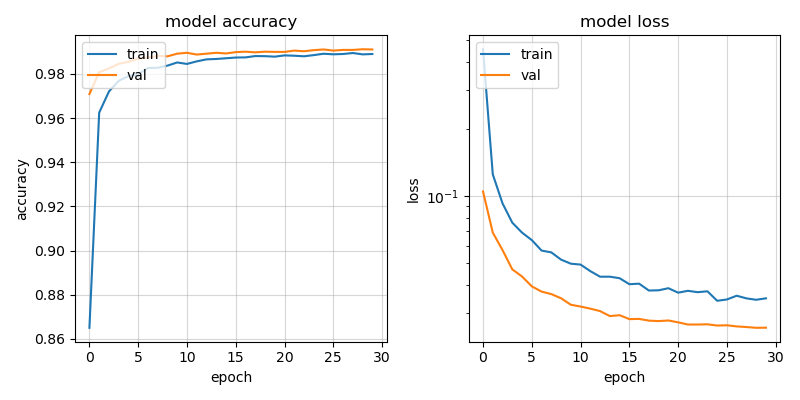 model accuracy
train
val
0.98
0.96
0.94
0.92
0.90
0.88
0.86
accuracy
0 5 10 15 20 25 30
epoch
model loss
train
val
10⁻¹
loss
0 5 10 15 20 25 30
epoch